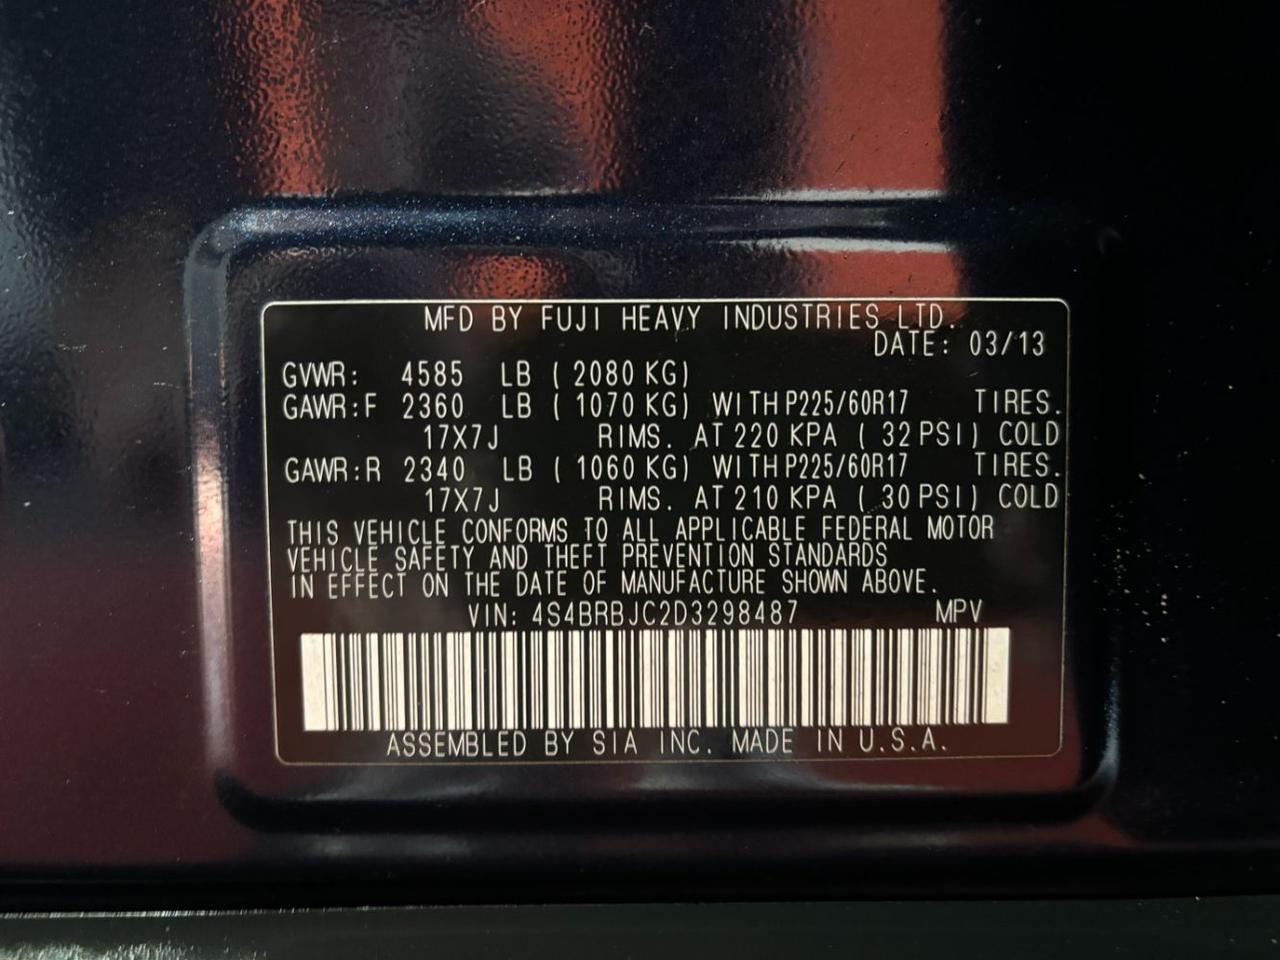 MFD BY FUJI HEAVY INDUSTRIES LTD.
DATE: 03/13
GVWR: 4585 LB ( 2080 KG)
GAWR:F 2360 LB ( 1070 KG) WITH P225/60R17 TIRES.
17X7J RIMS. AT 220 KPA ( 32 PSI) COLD
GAWR:R 2340 LB ( 1060 KG) WITH P225/60R17 TIRES.
17X7J RIMS. AT 210 KPA ( 30 PSI) COLD
THIS VEHICLE CONFORMS TO ALL APPLICABLE FEDERAL MOTOR
VEHICLE SAFETY AND THEFT PREVENTION STANDARDS
IN EFFECT ON THE DATE OF MANUFACTURE SHOWN ABOVE.
VIN: 4S4BRBJC2D3298487 MPV
ASSEMBLED BY SIA INC. MADE IN U.S.A.